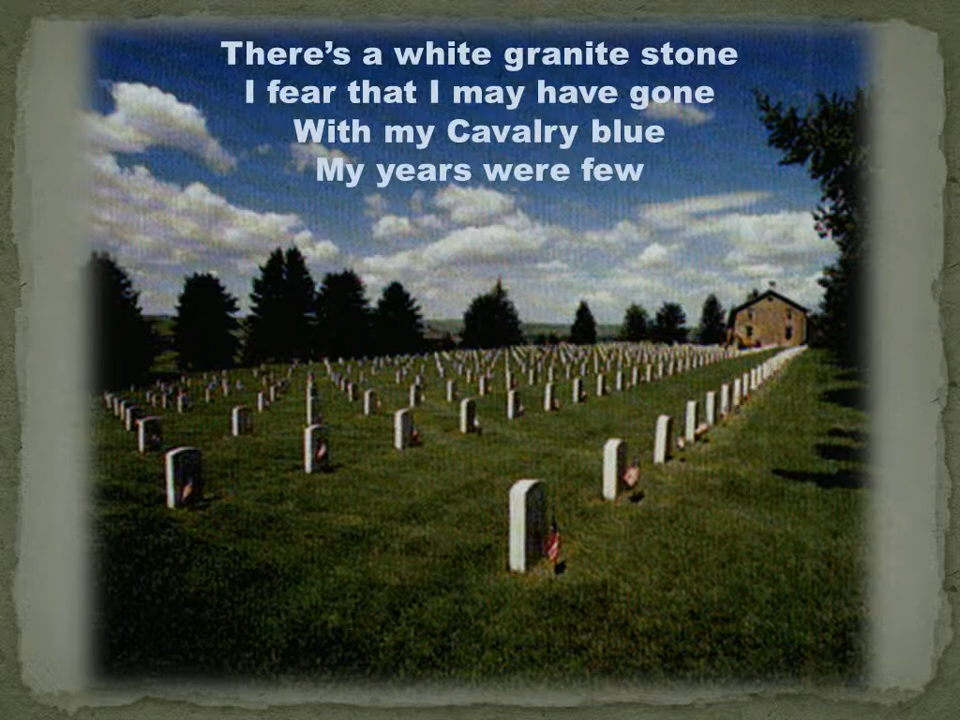 There’s a white granite stone
I fear that I may have gone
With my Cavalry blue
My years were few